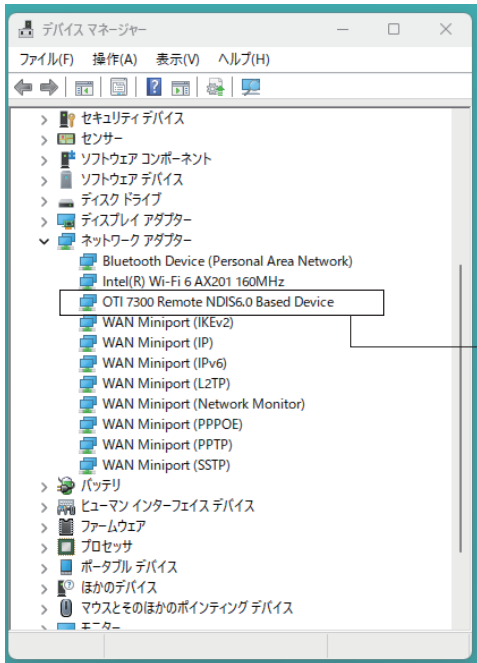 デバイス マネージャー
ファイル(F) 操作(A) 表示(V) ヘルプ(H)
セキュリティ デバイス
センサー
ソフトウェア コンポーネント
ソフトウェア デバイス
ディスク ドライブ
ディスプレイ アダプター
ネットワーク アダプター
Bluetooth Device (Personal Area Network)
Intel(R) Wi-Fi 6 AX201 160MHz
OTI 7300 Remote NDIS6.0 Based Device
WAN Miniport (IKEv2)
WAN Miniport (IP)
WAN Miniport (IPv6)
WAN Miniport (L2TP)
WAN Miniport (Network Monitor)
WAN Miniport (PPPOE)
WAN Miniport (PPTP)
WAN Miniport (SSTP)
バッテリ
ヒューマン インターフェイス デバイス
ファームウェア
プロセッサ
ポータブル デバイス
ほかのデバイス
マウスとそのほかのポインティング デバイス
モニター